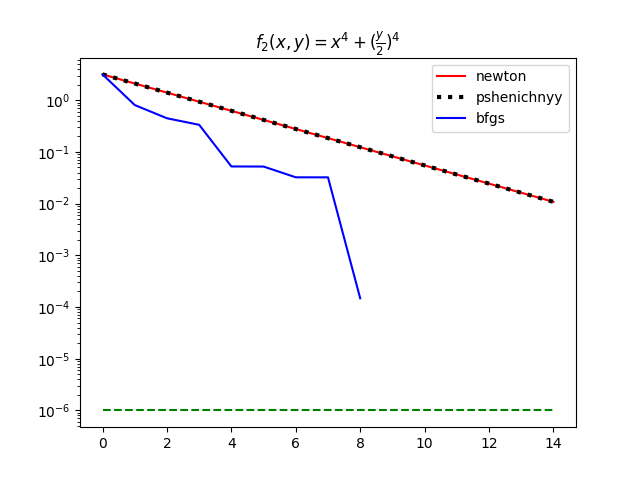 f₂(x, y) = x⁴ + (y/2)⁴
newton
pshenichnyy
bfgs
10⁰
10⁻¹
10⁻²
10⁻³
10⁻⁴
10⁻⁵
10⁻⁶
0 2 4 6 8 10 12 14